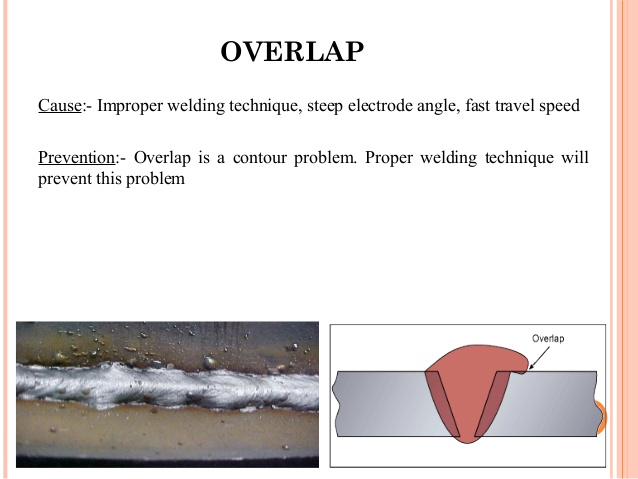 OVERLAP
Cause:- Improper welding technique, steep electrode angle, fast travel speed
Prevention:- Overlap is a contour problem. Proper welding technique will
prevent this problem
Overlap